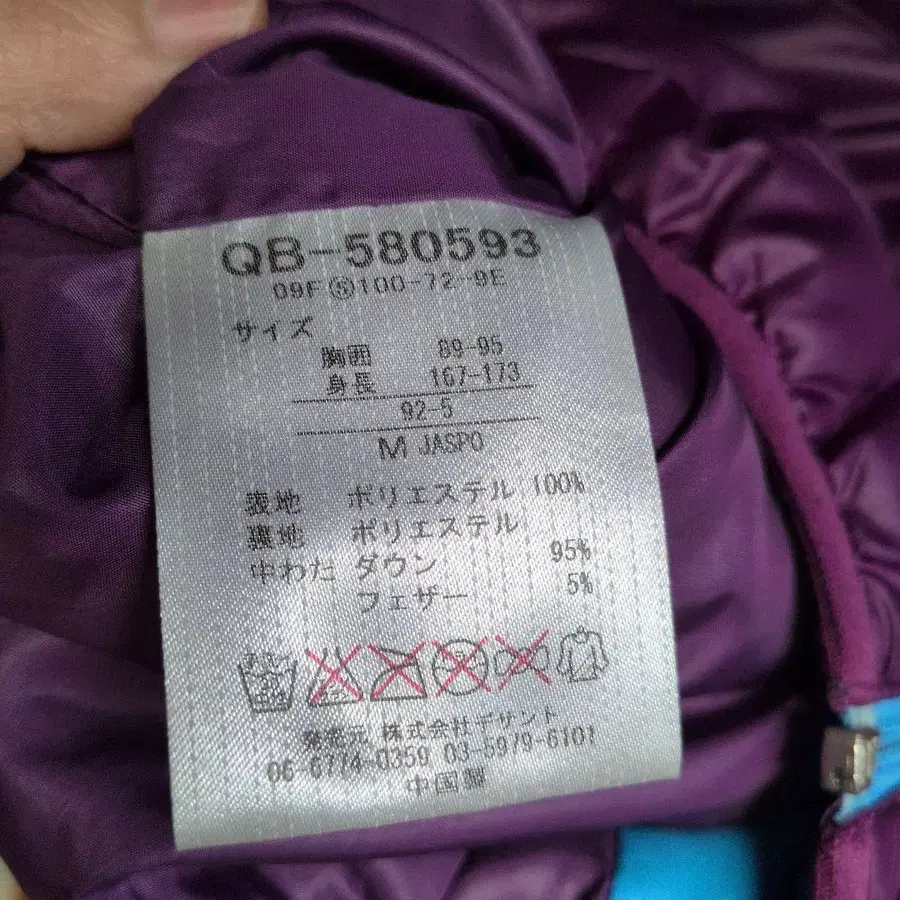 QB-580593
09F Ⓢ100-72-9E
サイズ
胸囲 89-95
身長 167-173
92-5
M JASPO
表地 ポリエステル 100%
裏地 ポリエステル
中わた ダウン 95%
フェザー 5%
発売元 株式会社デサント
06-6774-0359 03-5979-6101
中国製